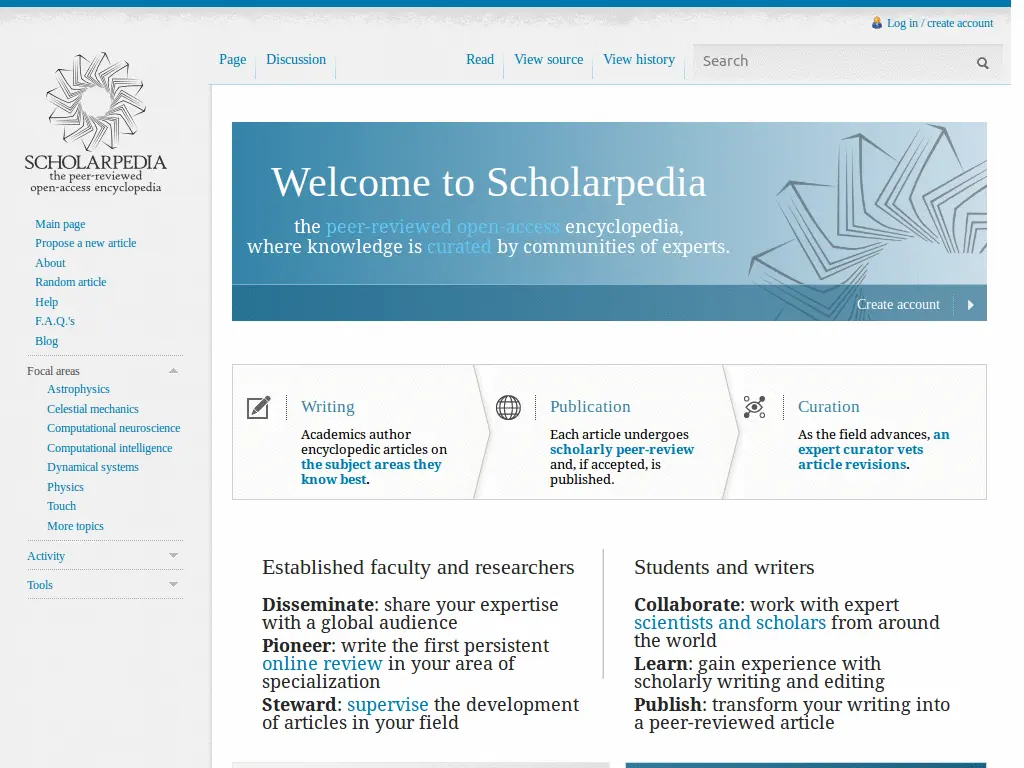 Log in / create account
Page
Discussion
Read
View source
View history
Search
SCHOLARPEDIA
the peer-reviewed
open-access encyclopedia
Main page
Propose a new article
About
Random article
Help
F.A.Q.'s
Blog
Focal areas
Astrophysics
Celestial mechanics
Computational neuroscience
Computational intelligence
Dynamical systems
Physics
Touch
More topics
Activity
Tools
Welcome to Scholarpedia
the peer-reviewed open-access encyclopedia,
where knowledge is curated by communities of experts.
Create account
Writing
Academics author
encyclopedic articles on
the subject areas they
know best.
Publication
Each article undergoes
scholarly peer-review
and, if accepted, is
published.
Curation
As the field advances, an
expert curator vets
article revisions.
Established faculty and researchers
Disseminate: share your expertise
with a global audience
Pioneer: write the first persistent
online review in your area of
specialization
Steward: supervise the development
of articles in your field
Students and writers
Collaborate: work with expert
scientists and scholars from around
the world
Learn: gain experience with
scholarly writing and editing
Publish: transform your writing into
a peer-reviewed article